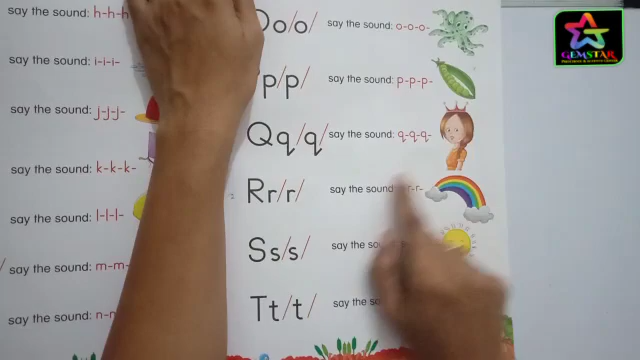 say the sound: h-h-h
say the sound: i-i-i-
say the sound: j-j-j-
say the sound: k-k-k-
say the sound: l-l-l-
say the sound: m-m-
say the sound: n-n
Oo/o/ say the sound: o-o-o-
p/p/ say the sound: p-p-p-
Qq/q/ say the sound: q-q-q-
Rr/r/ say the sound r-r-
Ss/s/ say the sou
Tt/t/ say the so
GEMSTAR